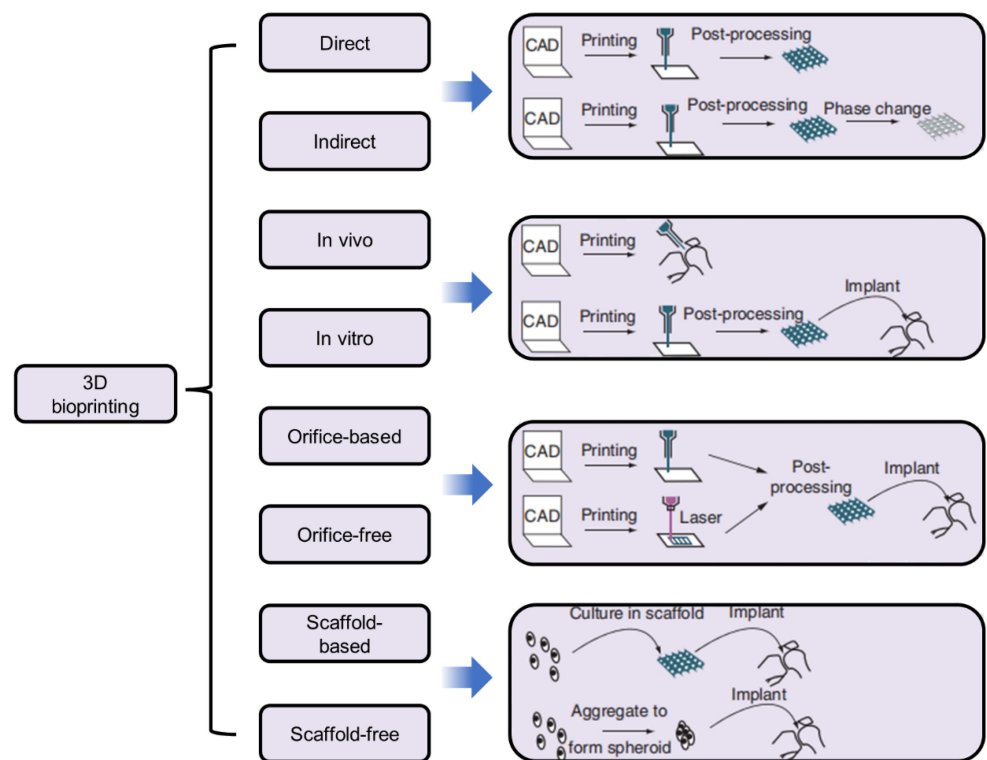 3D
bioprinting
Direct
Indirect
In vivo
In vitro
Orifice-based
Orifice-free
Scaffold-
based
Scaffold-free
CAD
Printing
Post-processing
CAD
Printing
Post-processing
Phase change
CAD
Printing
CAD
Printing
Post-processing
Implant
CAD
Printing
CAD
Printing
Laser
Post-
processing
Implant
Culture in scaffold
Implant
Aggregate to
form spheroid
Implant